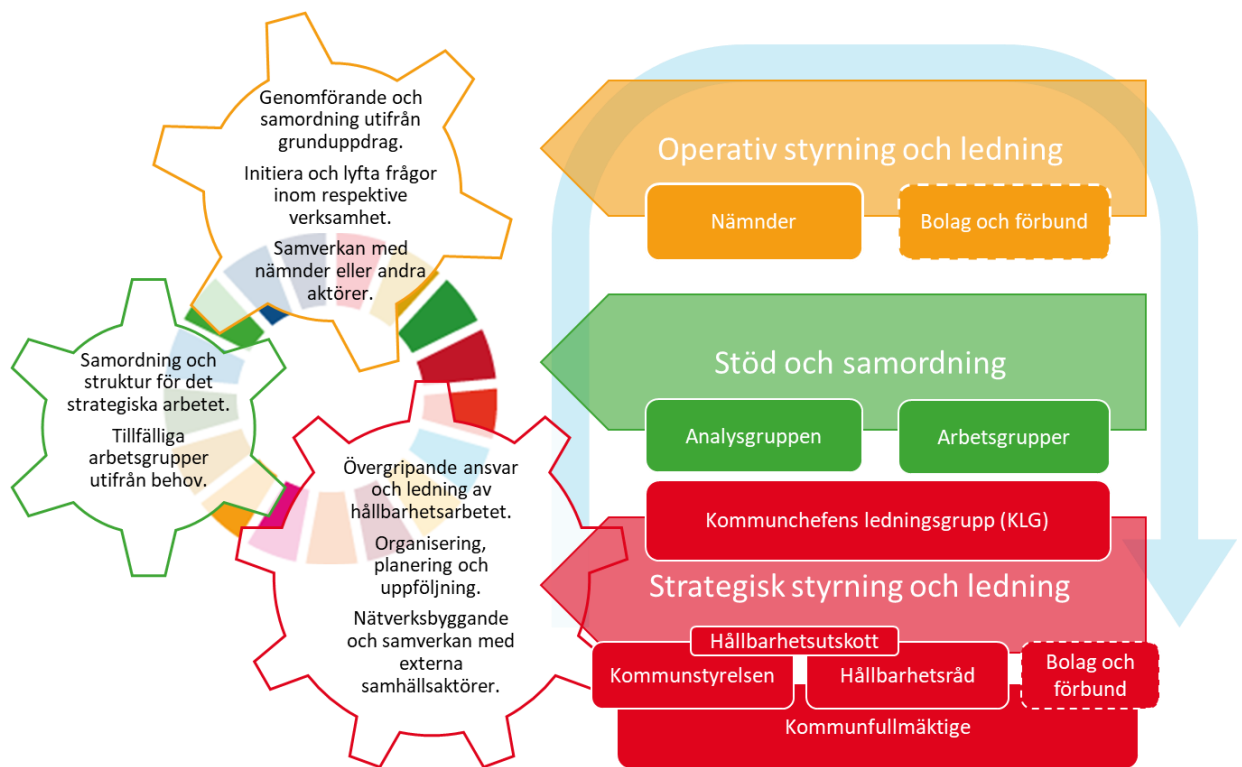 Genomförande och
samordning utifrån
grunduppdrag.
Initiera och lyfta frågor
inom respektive
verksamhet.
Samverkan med
nämnder eller andra
aktörer.
Samordning och
struktur för det
strategiska arbetet.
Tillfälliga
arbetsgrupper
utifrån behov.
Övergripande ansvar
och ledning av
hållbarhetsarbetet.
Organisering,
planering och
uppföljning.
Nätverksbyggande
och samverkan med
externa
samhällsaktörer.
Operativ styrning och ledning
Nämnder
Bolag och förbund
Stöd och samordning
Analysgruppen
Arbetsgrupper
Kommunchefens ledningsgrupp (KLG)
Strategisk styrning och ledning
Hållbarhetsutskott
Kommunstyrelsen
Hållbarhetsråd
Bolag och
förbund
Kommunfullmäktige